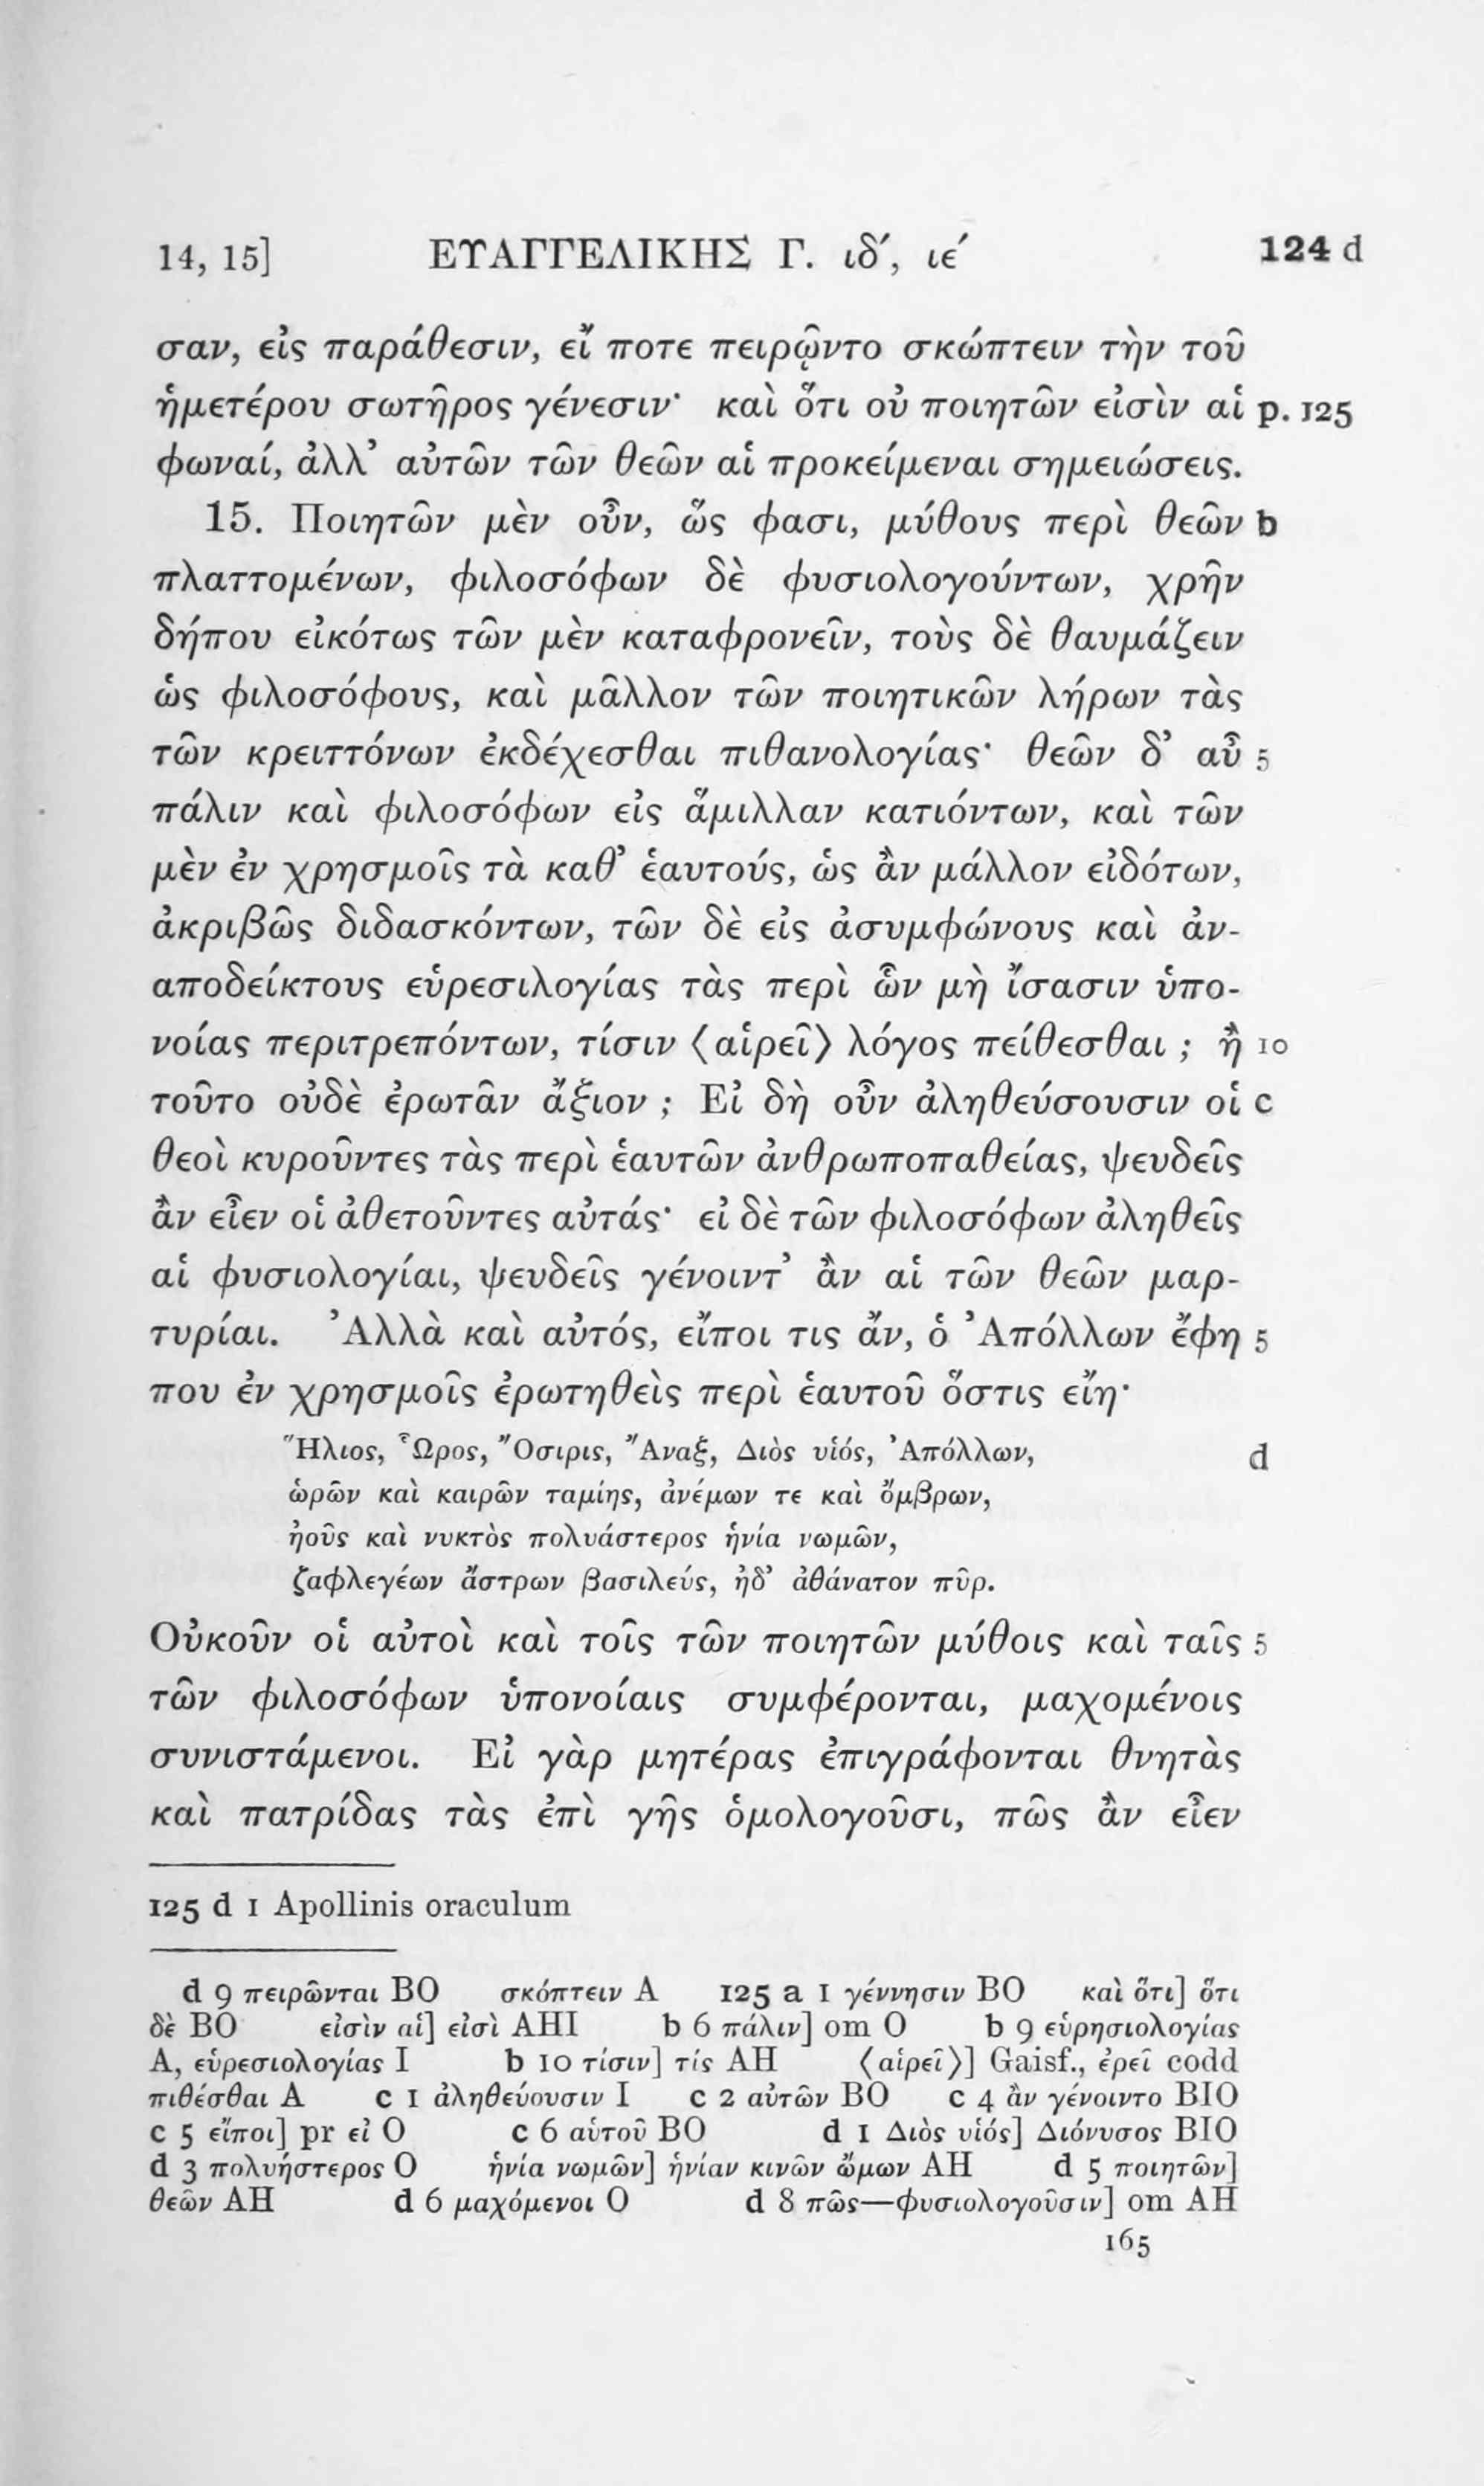 14, 15] ΕΥΑΓΓΕΛΙΚΗΣ Γ. ιδ´, ιε´ 124 d
σαν, εἰς παράθεσιν, εἴ ποτε πειρῷντο σκώπτειν τὴν τοῦ
ἡμετέρου σωτῆρος γένεσιν· καὶ ὅτι οὐ ποιητῶν εἰσὶν αἱ p. 125
φωναί, ἀλλ’ αὐτῶν τῶν θεῶν αἱ προκείμεναι σημειώσεις.
15. Ποιητῶν μὲν οὖν, ὥς φασι, μύθους περὶ θεῶν b
πλαττομένων, φιλοσόφων δὲ φυσιολογούντων, χρῆν
δήπου εἰκότως τῶν μὲν καταφρονεῖν, τοὺς δὲ θαυμάζειν
ὡς φιλοσόφους, καὶ μᾶλλον τῶν ποιητικῶν λήρων τὰς
τῶν κρειττόνων ἐκδέχεσθαι πιθανολογίας· θεῶν δ’ αὖ 5
πάλιν καὶ φιλοσόφων εἰς ἅμιλλαν κατιόντων, καὶ τῶν
μὲν ἐν χρησμοῖς τὰ καθ’ ἑαυτούς, ὡς ἂν μάλλον εἰδότων,
ἀκριβῶς διδασκόντων, τῶν δὲ εἰς ἀσυμφώνους καὶ ἀν-
αποδείκτους εὑρεσιλογίας τὰς περὶ ὧν μὴ ἴσασιν ὑπο-
νοίας περιτρεπόντων, τίσιν ⟨αἱρεῖ⟩ λόγος πείθεσθαι ; ἢ 10
τοῦτο οὐδὲ ἐρωτᾶν ἄξιον ; Εἰ δὴ οὖν ἀληθεύσουσιν οἱ c
θεοὶ κυροῦντες τὰς περὶ ἑαυτῶν ἀνθρωποπαθείας, ψευδεῖς
ἂν εἶεν οἱ ἀθετοῦντες αὐτάς· εἰ δὲ τῶν φιλοσόφων ἀληθεῖς
αἱ φυσιολογίαι, ψευδεῖς γένοιντ’ ἂν αἱ τῶν θεῶν μαρ-
τυρίαι. Ἀλλὰ καὶ αὐτός, εἴποι τις ἄν, ὁ Ἀπόλλων ἔφη 5
που ἐν χρησμοῖς ἐρωτηθεὶς περὶ ἑαυτοῦ ὅστις εἴη·
Ἥλιος, Ὧρος, Ὄσιρις, Ἄναξ, Διὸς υἱός, Ἀπόλλων, d
ὡρῶν καὶ καιρῶν ταμίης, ἀνέμων τε καὶ ὄμβρων,
ἠοῦς καὶ νυκτὸς πολυάστερος ἡνία νωμῶν,
ζαφλεγέων ἄστρων βασιλεύς, ἠδ’ ἀθάνατον πῦρ.
Οὐκοῦν οἱ αὐτοὶ καὶ τοῖς τῶν ποιητῶν μύθοις καὶ ταῖς 5
τῶν φιλοσόφων ὑπονοίαις συμφέρονται, μαχομένοις
συνιστάμενοι. Εἰ γὰρ μητέρας ἐπιγράφονται θνητὰς
καὶ πατρίδας τὰς ἐπὶ γῆς ὁμολογοῦσι, πῶς ἂν εἶεν
125 d 1 Apollinis oraculum
d 9 πειρῶνται BO σκόπτειν A 125 a 1 γέννησιν BO καὶ ὅτι] ὅτι
δὲ BO εἰσὶν αἱ] εἰσὶ AHI b 6 πάλιν] om O b 9 εὑρησιολογίας
A, εὑρεσιολογίας I b 10 τίσιν] τίς AH ⟨αἱρεῖ⟩] Gaisf., ἐρεῖ codd
πιθέσθαι A c 1 ἀληθεύουσιν I c 2 αὐτῶν BO c 4 ἂν γένοιντο BIO
c 5 εἴποι] pr εἰ O c 6 αὑτοῦ BO d 1 Διὸς υἱός] Διόνυσος BIO
d 3 πολυήστερος O ἡνία νωμῶν] ἡνίαν κινῶν ὤμων AH d 5 ποιητῶν]
θεῶν AH d 6 μαχόμενοι O d 8 πῶς—φυσιολογοῦσιν] om AH
165